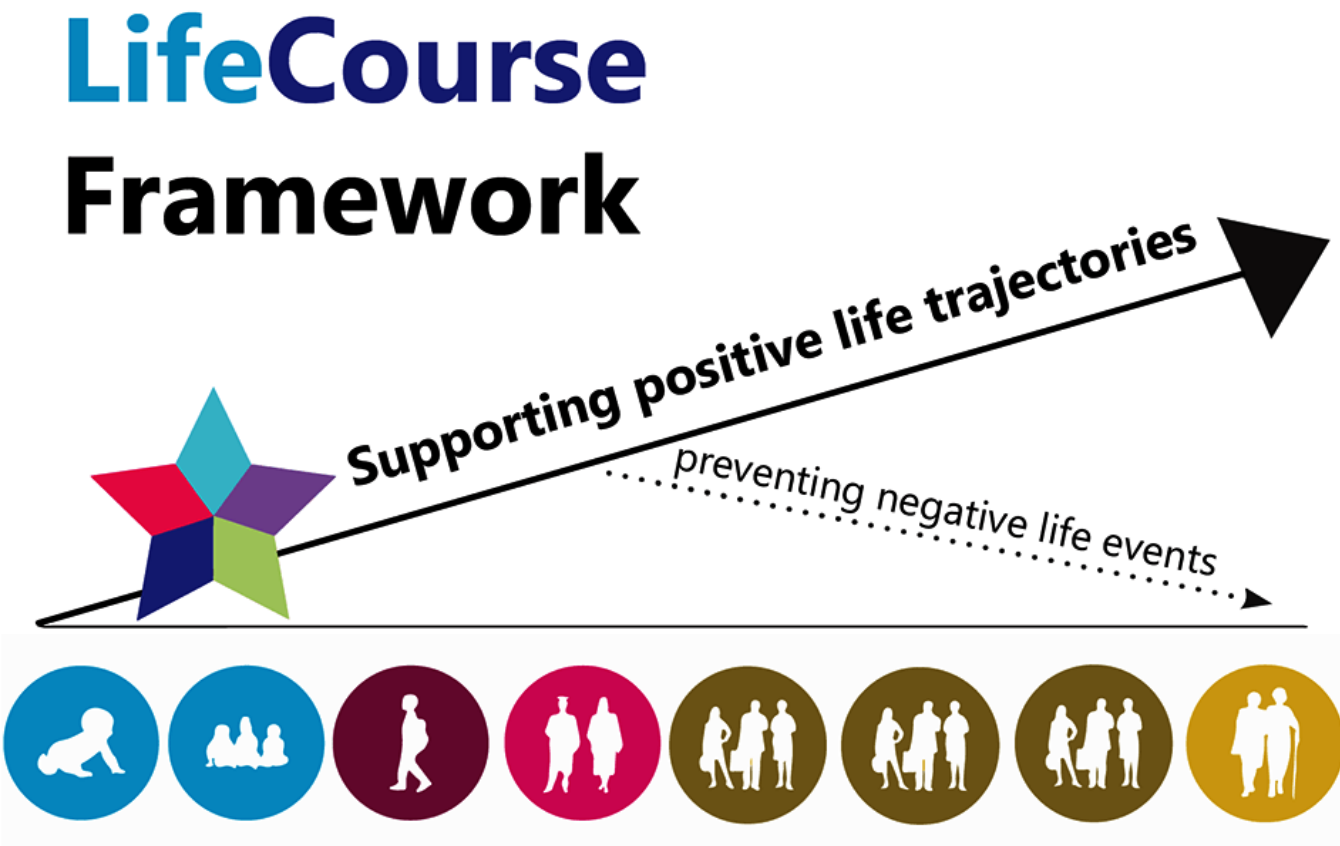 LifeCourse
Framework
Supporting positive life trajectories
preventing negative life events